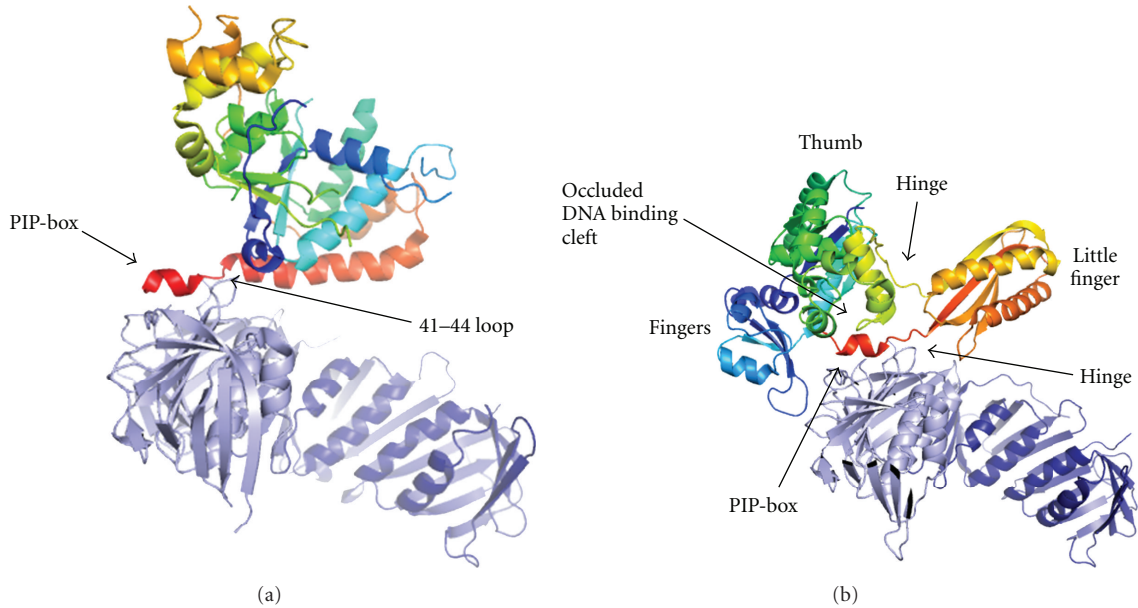 PIP-box
41–44 loop
(a)
Thumb
Hinge
Occluded
DNA binding
cleft
Little
finger
Fingers
Hinge
PIP-box
(b)